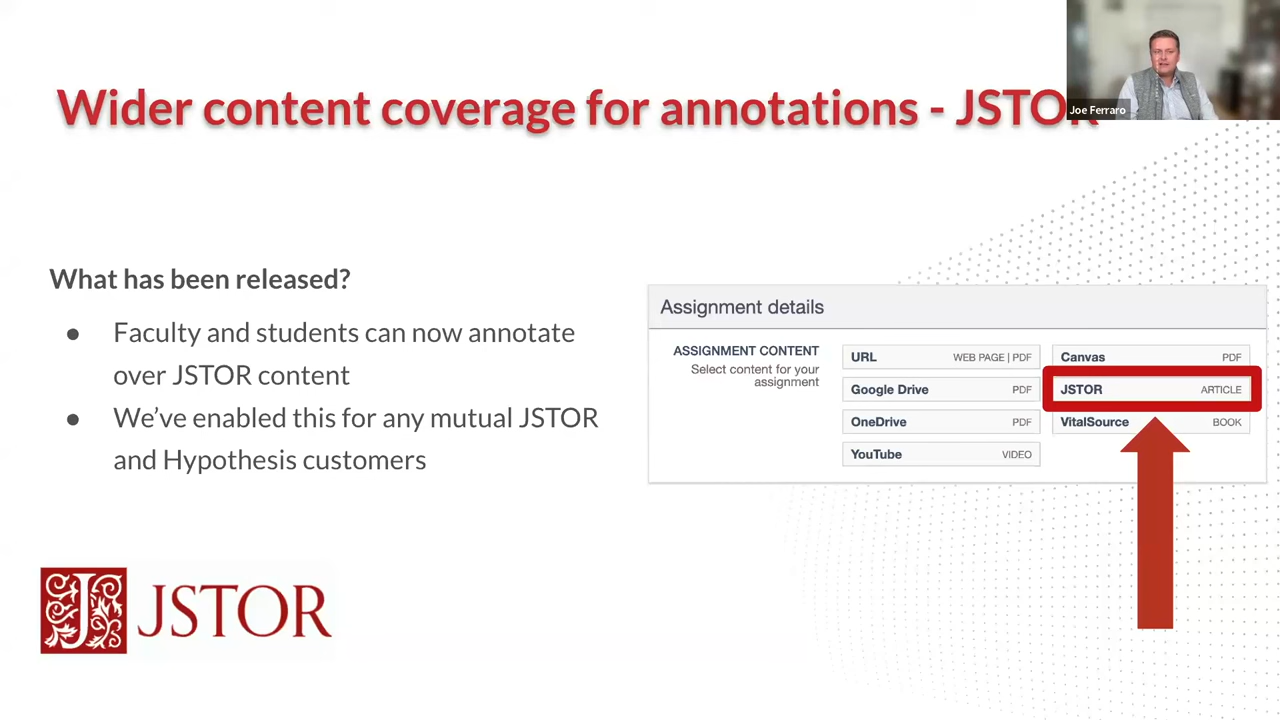 Wider content coverage for annotations - JSTOR
Joe Ferraro
What has been released?
● Faculty and students can now annotate
over JSTOR content
● We've enabled this for any mutual JSTOR
and Hypothesis customers
Assignment details
ASSIGNMENT CONTENT
Select content for your
assignment
URL WEB PAGE | PDF
Canvas PDF
Google Drive PDF
JSTOR ARTICLE
OneDrive PDF
VitalSource BOOK
YouTube VIDEO
JSTOR